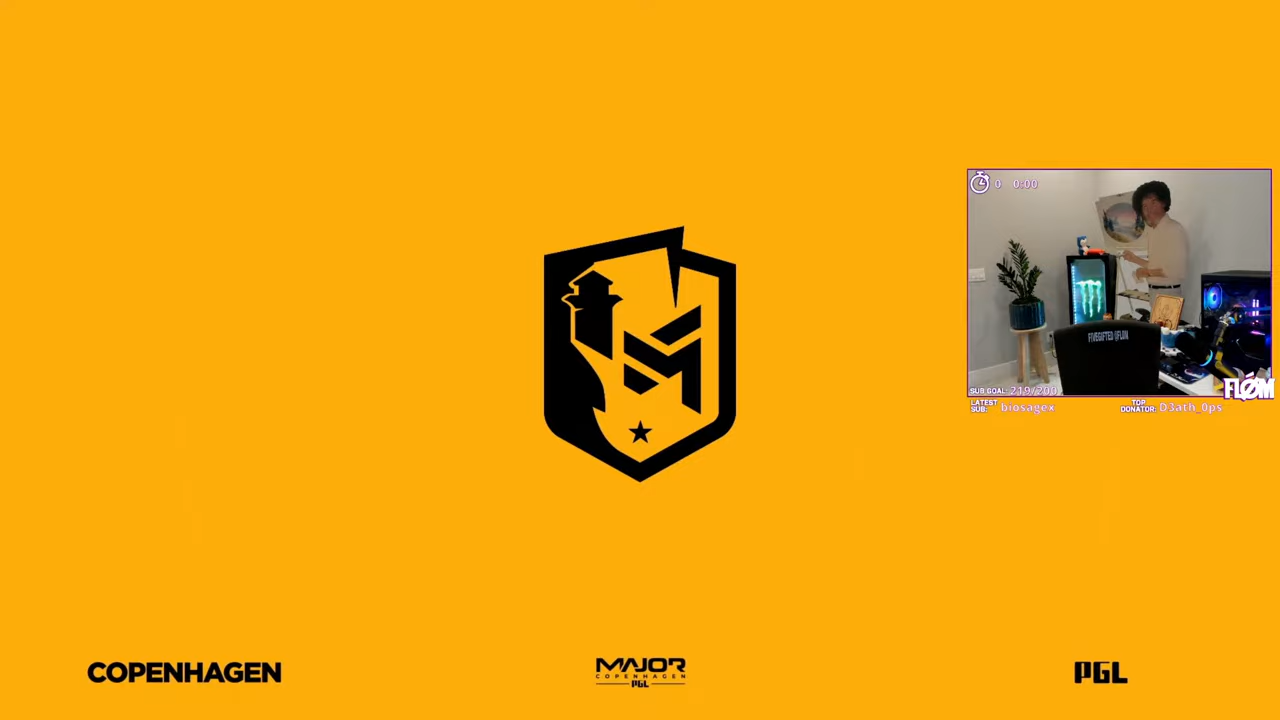 0 0:00
FIVEGIFTED @FLOM
SUB GOAL: 219/200
FLØM
LATEST SUB: biosagex
TOP DONATOR: D3ath_0ps
COPENHAGEN
MAJOR
COPENHAGEN
PGL
PGL